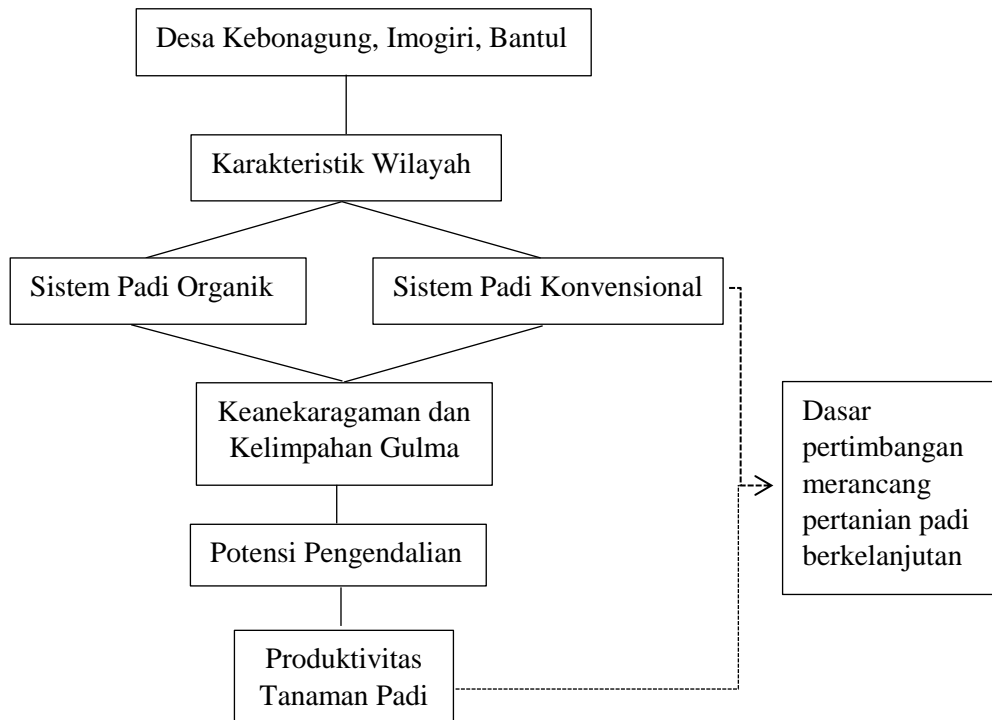 Desa Kebonagung, Imogiri, Bantul
Karakteristik Wilayah
Sistem Padi Organik
Sistem Padi Konvensional
Keanekaragaman dan
Kelimpahan Gulma
Potensi Pengendalian
Produktivitas
Tanaman Padi
Dasar
pertimbangan
merancang
pertanian padi
berkelanjutan